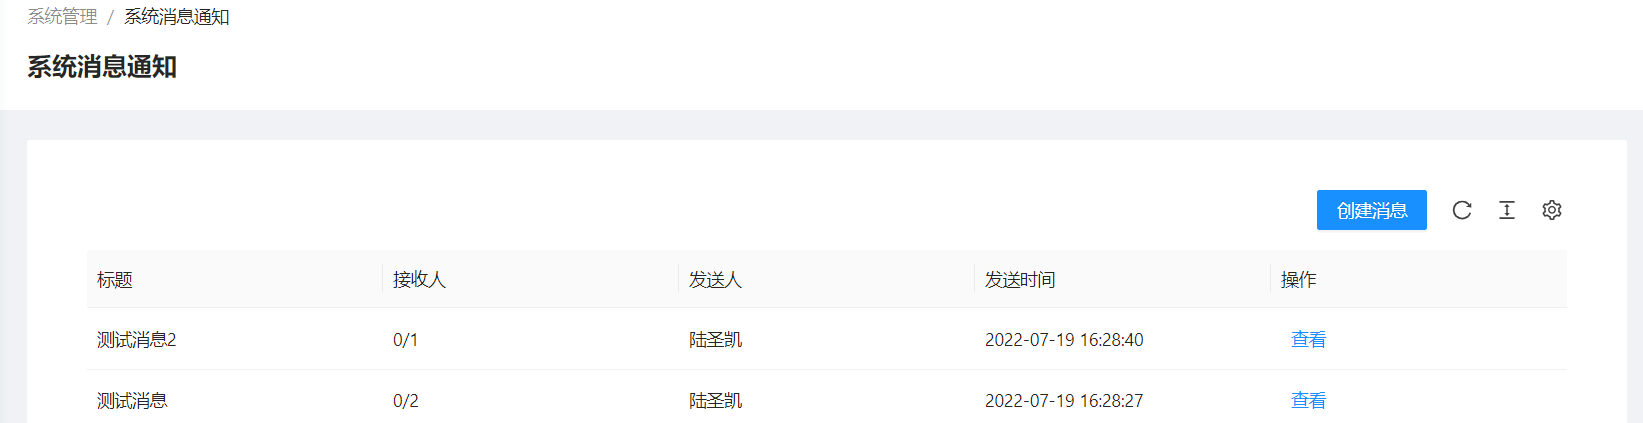 系统管理 / 系统消息通知
系统消息通知
创建消息
标题 接收人 发送人 发送时间 操作
测试消息2 0/1 陆圣凯 2022-07-19 16:28:40 查看
测试消息 0/2 陆圣凯 2022-07-19 16:28:27 查看